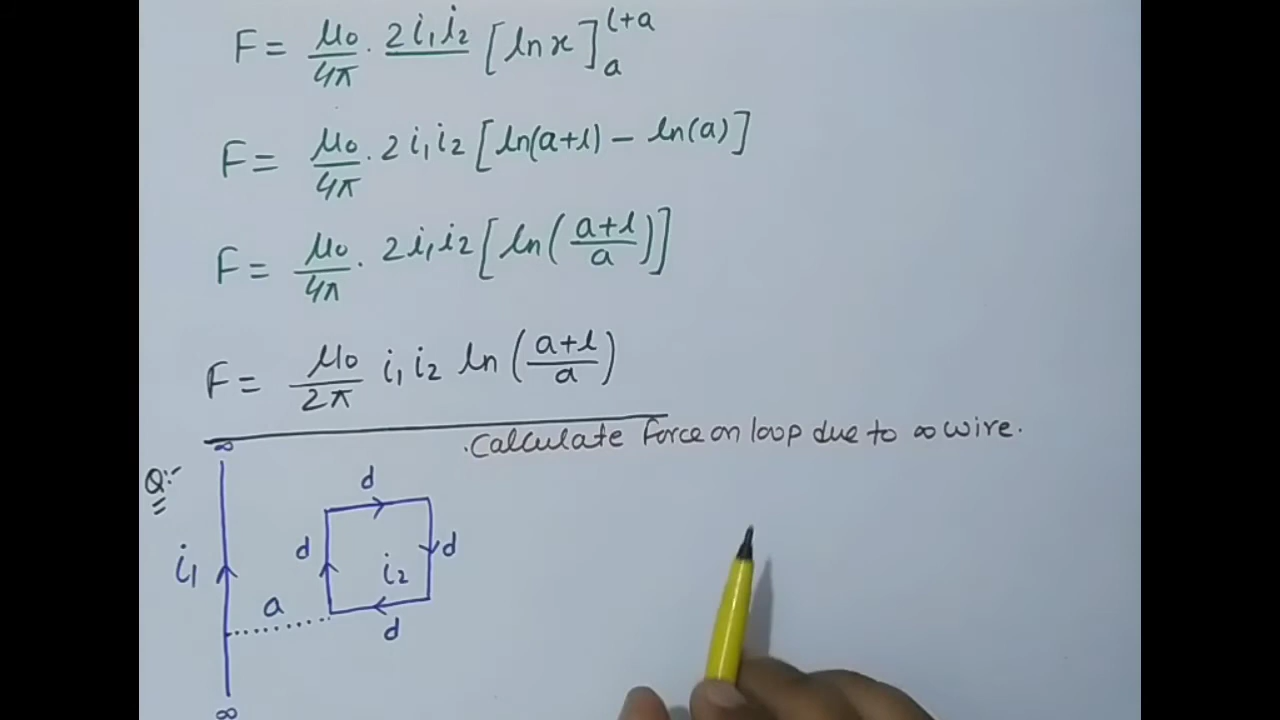 F = μ₀/4π . 2i₁i₂ [ln x]ₐˡ⁺ᵃ
F = μ₀/4π . 2i₁i₂ [ln(a+l) – ln(a)]
F = μ₀/4π . 2i₁i₂ [ln((a+l)/a)]
F = μ₀/2π i₁i₂ ln((a+l)/a)
.Calculate Force on loop due to ∞ wire.
Q:-
∞
d
d
d
i₁
i₂
a
d
∞